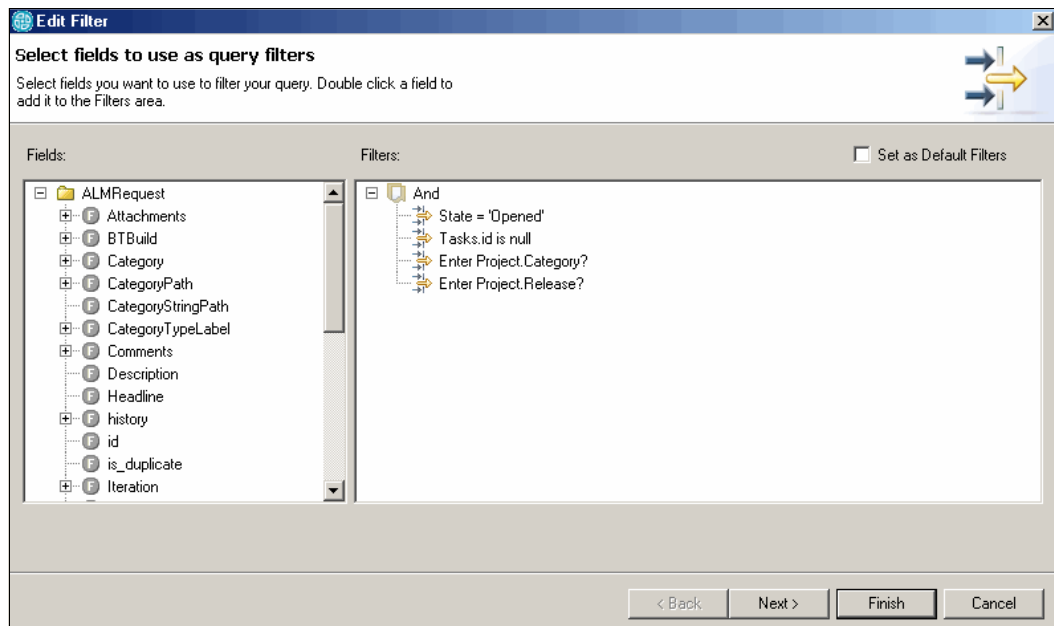 Edit Filter
Select fields to use as query filters
Select fields you want to use to filter your query. Double click a field to
add it to the Filters area.
Fields:
Filters:
Set as Default Filters
ALMRequest
Attachments
BTBuild
Category
CategoryPath
CategoryStringPath
CategoryTypeLabel
Comments
Description
Headline
history
id
is_duplicate
Iteration
And
State = 'Opened'
Tasks.id is null
Enter Project.Category?
Enter Project.Release?
< Back
Next >
Finish
Cancel